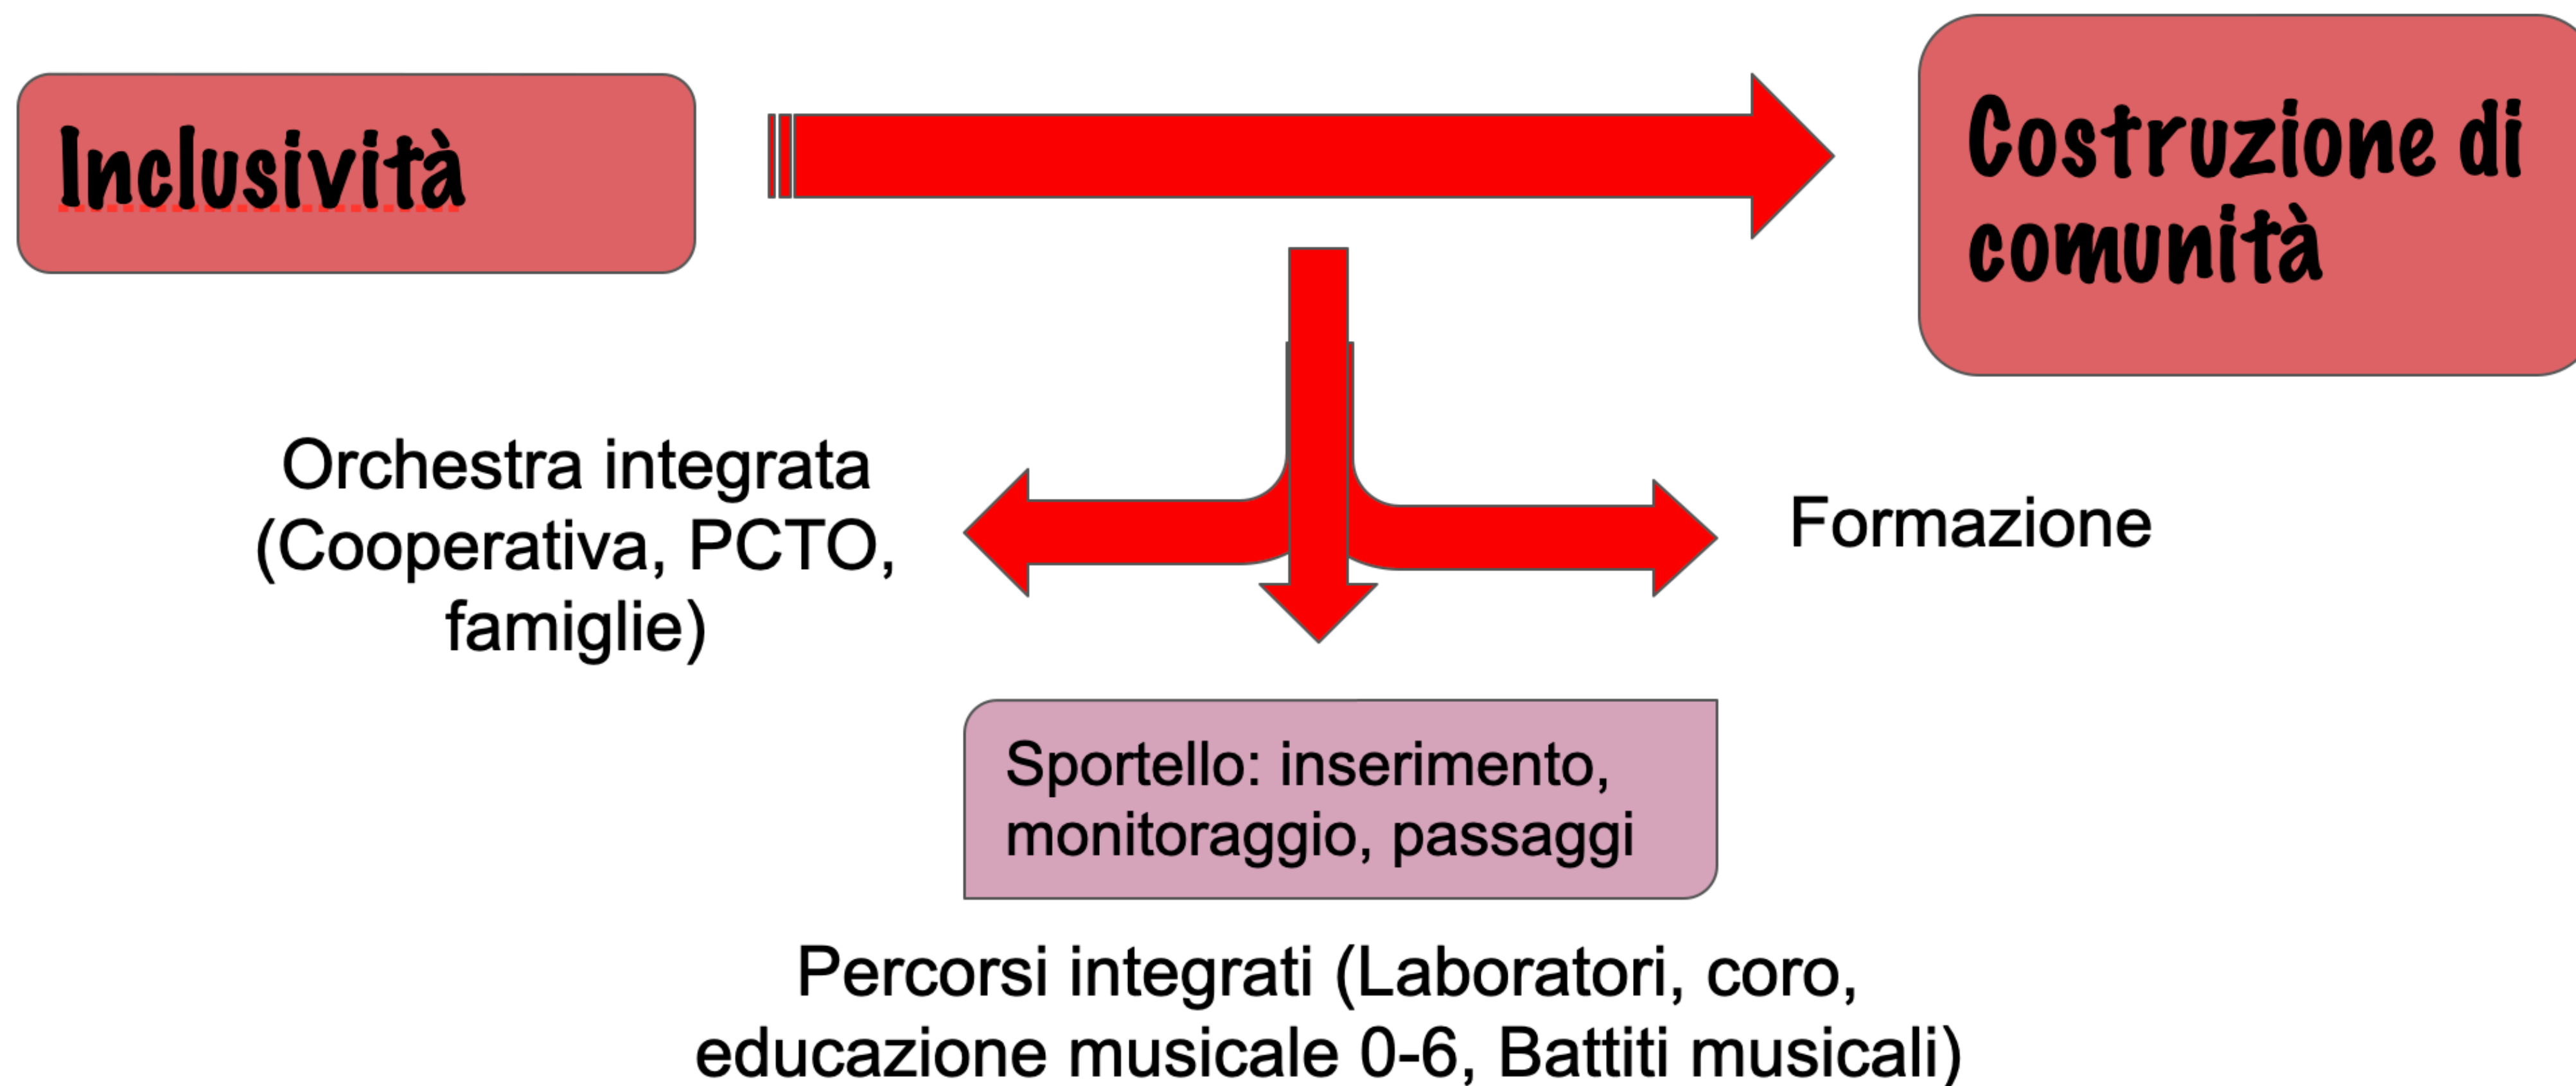 Inclusività
Costruzione di
comunità
Orchestra integrata
(Cooperativa, PCTO,
famiglie)
Formazione
Sportello: inserimento,
monitoraggio, passaggi
Percorsi integrati (Laboratori, coro,
educazione musicale 0-6, Battiti musicali)